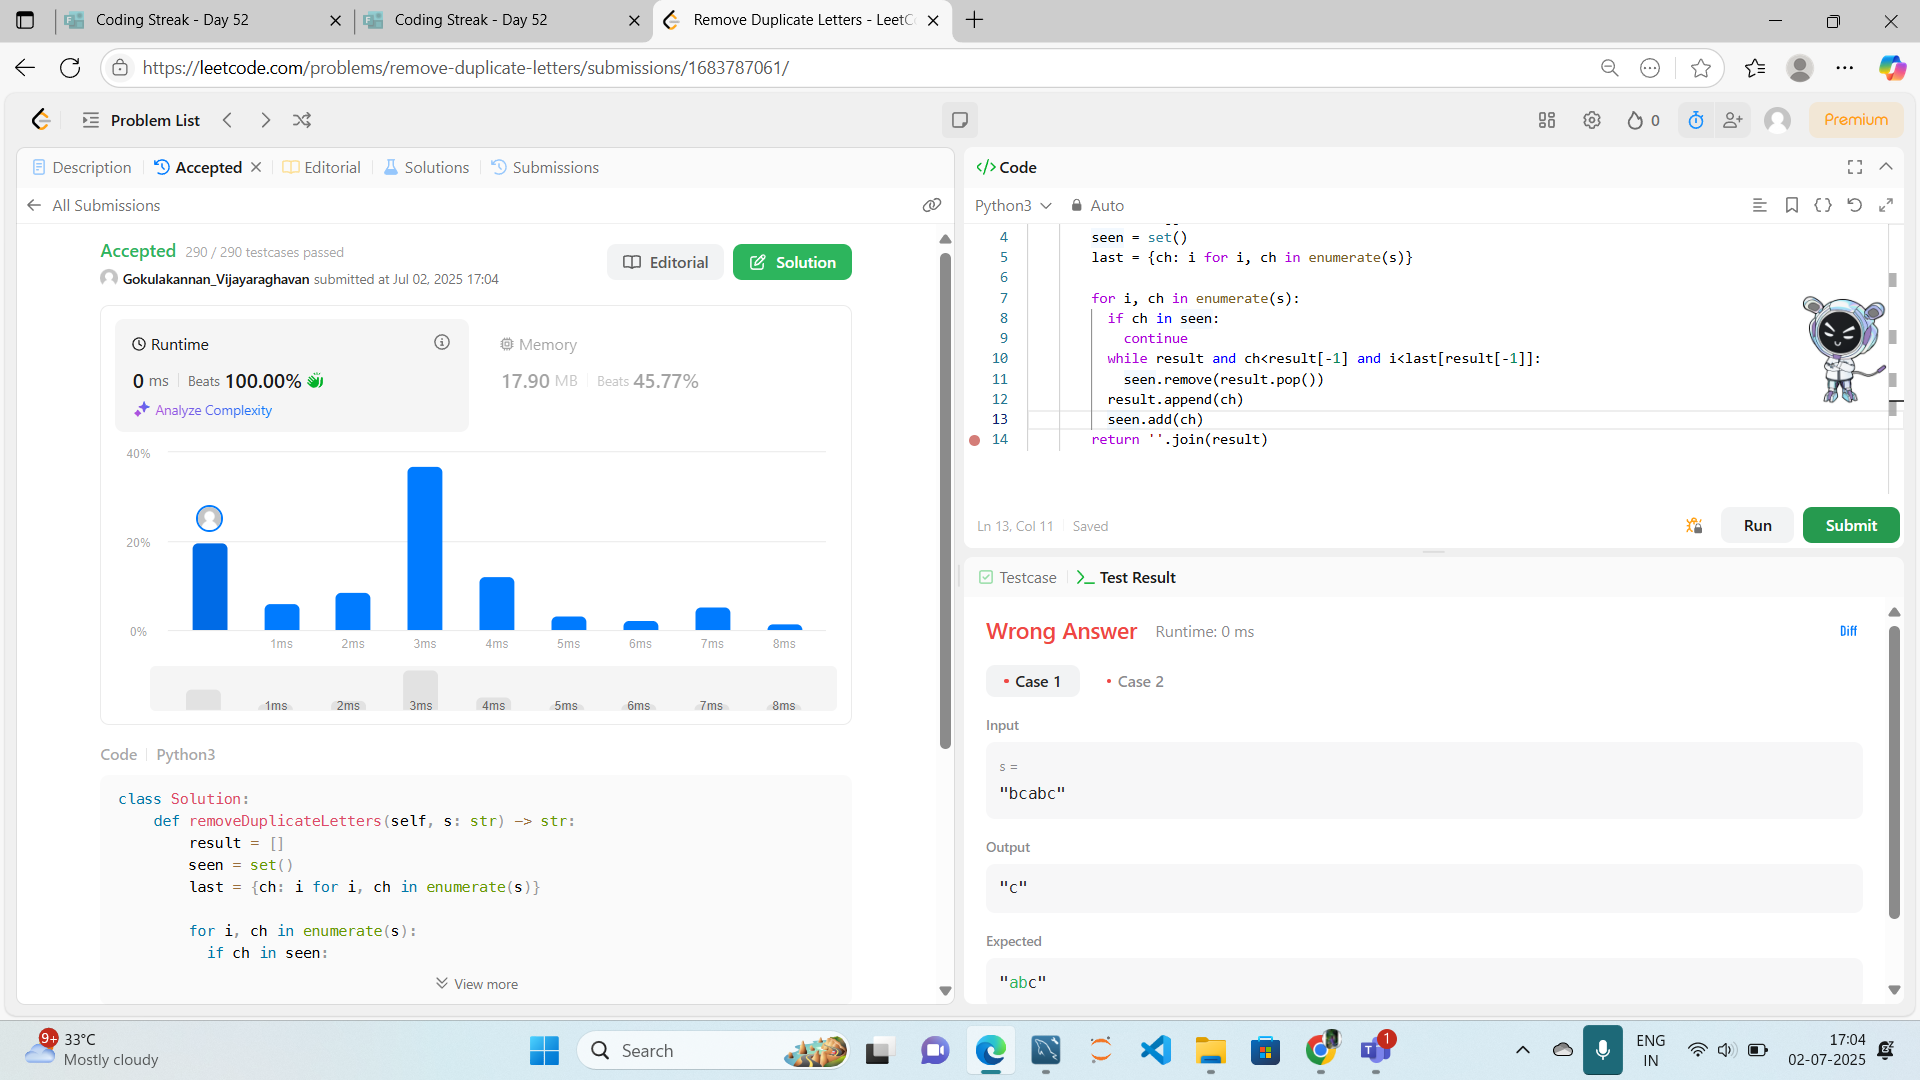 Coding Streak - Day 52
Coding Streak - Day 52
Remove Duplicate Letters - LeetC
https://leetcode.com/problems/remove-duplicate-letters/submissions/1683787061/
Problem List
0
Premium
Description
Accepted
Editorial
Solutions
Submissions
All Submissions
Accepted 290 / 290 testcases passed
Gokulakannan_Vijayaraghavan submitted at Jul 02, 2025 17:04
Editorial
Solution
Runtime
0 ms Beats 100.00%
Analyze Complexity
Memory
17.90 MB Beats 45.77%
40%
20%
0%
1ms 2ms 3ms 4ms 5ms 6ms 7ms 8ms
1ms 2ms 3ms 4ms 5ms 6ms 7ms 8ms
Code Python3
class Solution:
def removeDuplicateLetters(self, s: str) -> str:
result = []
seen = set()
last = {ch: i for i, ch in enumerate(s)}
for i, ch in enumerate(s):
if ch in seen:
View more
</> Code
Python3
Auto
4 seen = set()
5 last = {ch: i for i, ch in enumerate(s)}
6
7 for i, ch in enumerate(s):
8 if ch in seen:
9 continue
10 while result and ch<result[-1] and i<last[result[-1]]:
11 seen.remove(result.pop())
12 result.append(ch)
13 seen.add(ch)
14 return ''.join(result)
Ln 13, Col 11 Saved
Run
Submit
Testcase
Test Result
Wrong Answer Runtime: 0 ms
Diff
Case 1
Case 2
Input
s =
"bcabc"
Output
"c"
Expected
"abc"
9+
33°C
Mostly cloudy
Search
1
ENG
IN
17:04
02-07-2025